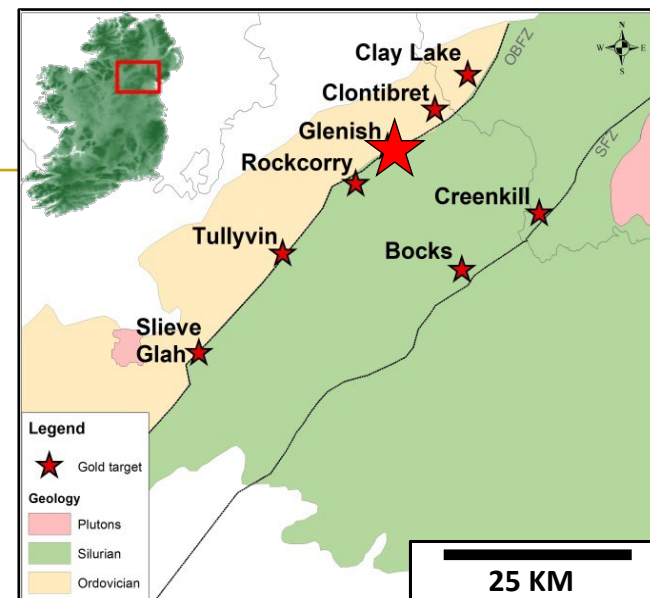 N
W
E
S
Clay Lake
OBFZ
Clontibret
Glenish
Rockcorry
SFZ
Creenkill
Tullyvin
Bocks
Slieve
Glah
Legend
Gold target
Geology
Plutons
Silurian
Ordovician
25 KM